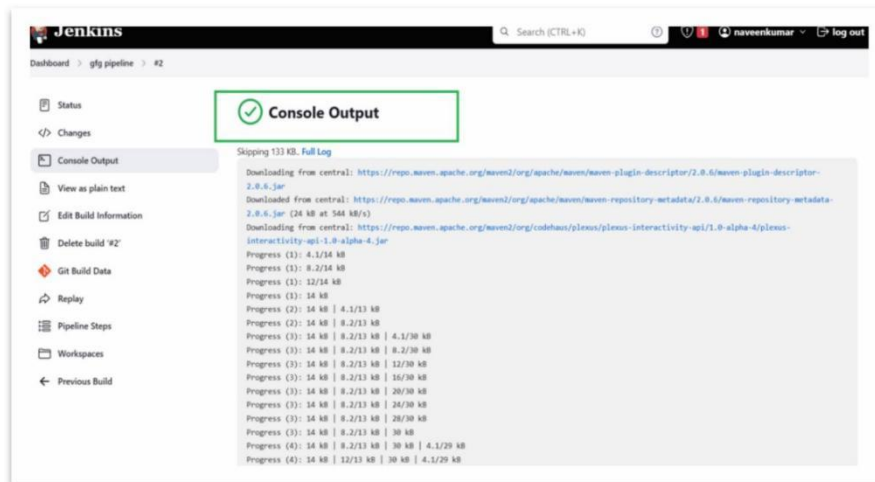 Jenkins
Search (CTRL+K)
1
naveenkumar
log out
Dashboard > gfg pipeline > #2
Status
</> Changes
Console Output
View as plain text
Edit Build Information
Delete build '#2'
Git Build Data
Replay
Pipeline Steps
Workspaces
Previous Build
Console Output
Skipping 133 KB.. Full Log
Downloading from central: https://repo.maven.apache.org/maven2/org/apache/maven/maven-plugin-descriptor/2.0.6/maven-plugin-descriptor-
2.0.6.jar
Downloaded from central: https://repo.maven.apache.org/maven2/org/apache/maven/maven-repository-metadata/2.0.6/maven-repository-metadata-
2.0.6.jar (24 kB at 544 kB/s)
Downloading from central: https://repo.maven.apache.org/maven2/org/codehaus/plexus/plexus-interactivity-api/1.0-alpha-4/plexus-
interactivity-api-1.0-alpha-4.jar
Progress (1): 4.1/14 kB
Progress (1): 8.2/14 kB
Progress (1): 12/14 kB
Progress (1): 14 kB
Progress (2): 14 kB | 4.1/13 kB
Progress (2): 14 kB | 8.2/13 kB
Progress (3): 14 kB | 8.2/13 kB | 4.1/30 kB
Progress (3): 14 kB | 8.2/13 kB | 8.2/30 kB
Progress (3): 14 kB | 8.2/13 kB | 12/30 kB
Progress (3): 14 kB | 8.2/13 kB | 16/30 kB
Progress (3): 14 kB | 8.2/13 kB | 20/30 kB
Progress (3): 14 kB | 8.2/13 kB | 24/30 kB
Progress (3): 14 kB | 8.2/13 kB | 28/30 kB
Progress (3): 14 kB | 8.2/13 kB | 30 kB
Progress (4): 14 kB | 8.2/13 kB | 30 kB | 4.1/29 kB
Progress (4): 14 kB | 12/13 kB | 30 kB | 4.1/29 kB